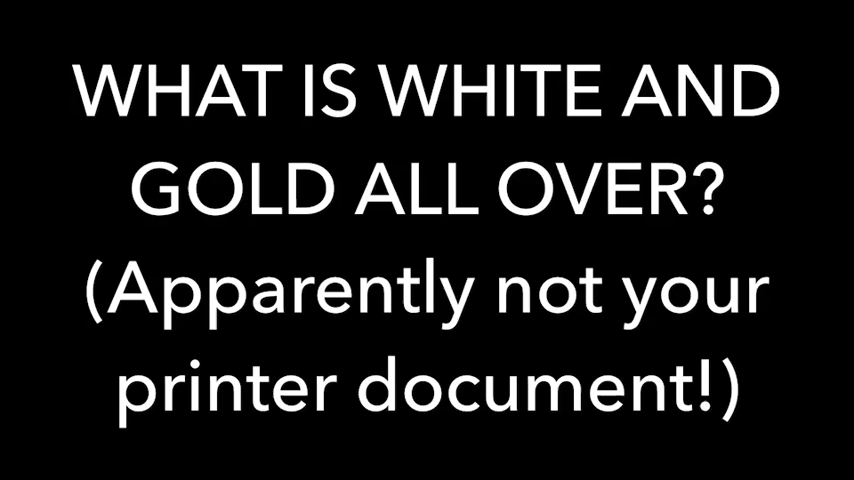 WHAT IS WHITE AND
GOLD ALL OVER?
(Apparently not your
printer document!)